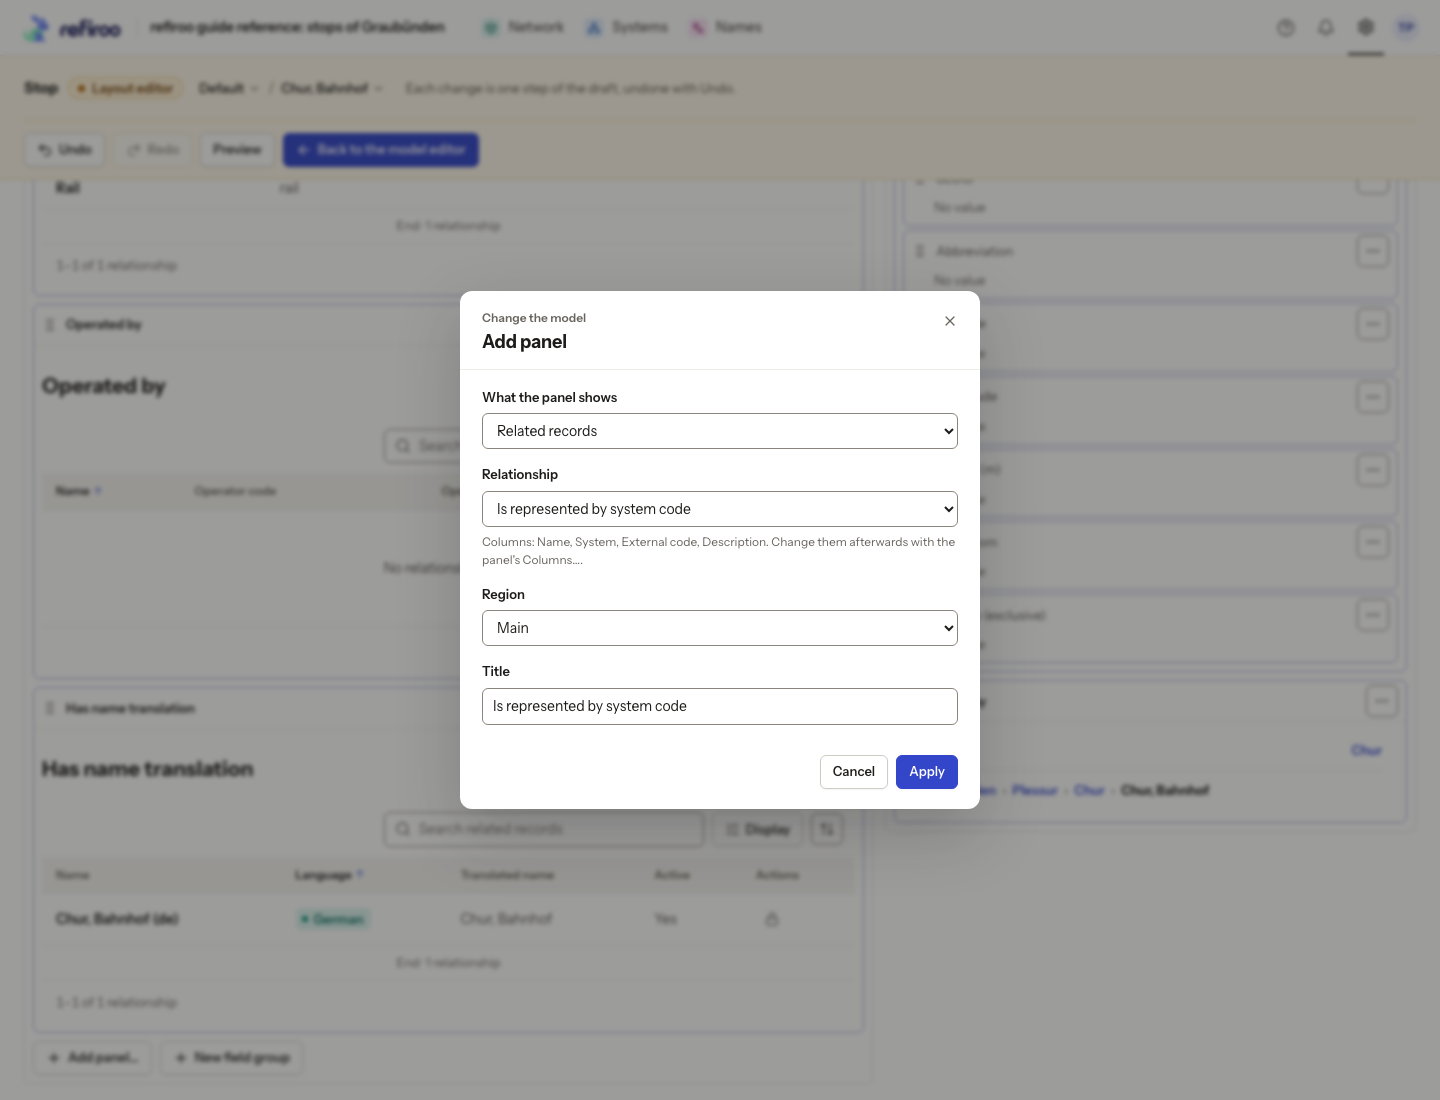 refiroo
refiroo guide reference: stops of Graubünden
Network
Systems
Names
TP
Stop
Layout editor
Default
/
Chur, Bahnhof
Each change is one step of the draft, undone with Undo.
Undo
Redo
Preview
Back to the model editor
Rail
rail
End · 1 relationship
1–1 of 1 relationship
No value
Abbreviation
No value
Operated by
Operated by
Search
Name
Operator code
No relations
Change the model
Add panel
What the panel shows
Related records
Relationship
Is represented by system code
Columns: Name, System, External code, Description. Change them afterwards with the
panel's Columns….
Region
Main
Title
Is represented by system code
Cancel
Apply
(exclusive)
Has name translation
Has name translation
Search related records
Display
Name
Language
Translated name
Active
Actions
Chur, Bahnhof (de)
German
Chur, Bahnhof
Yes
End · 1 relationship
1–1 of 1 relationship
Chur
Plessur
Chur
Chur, Bahnhof
Add panel…
New field group